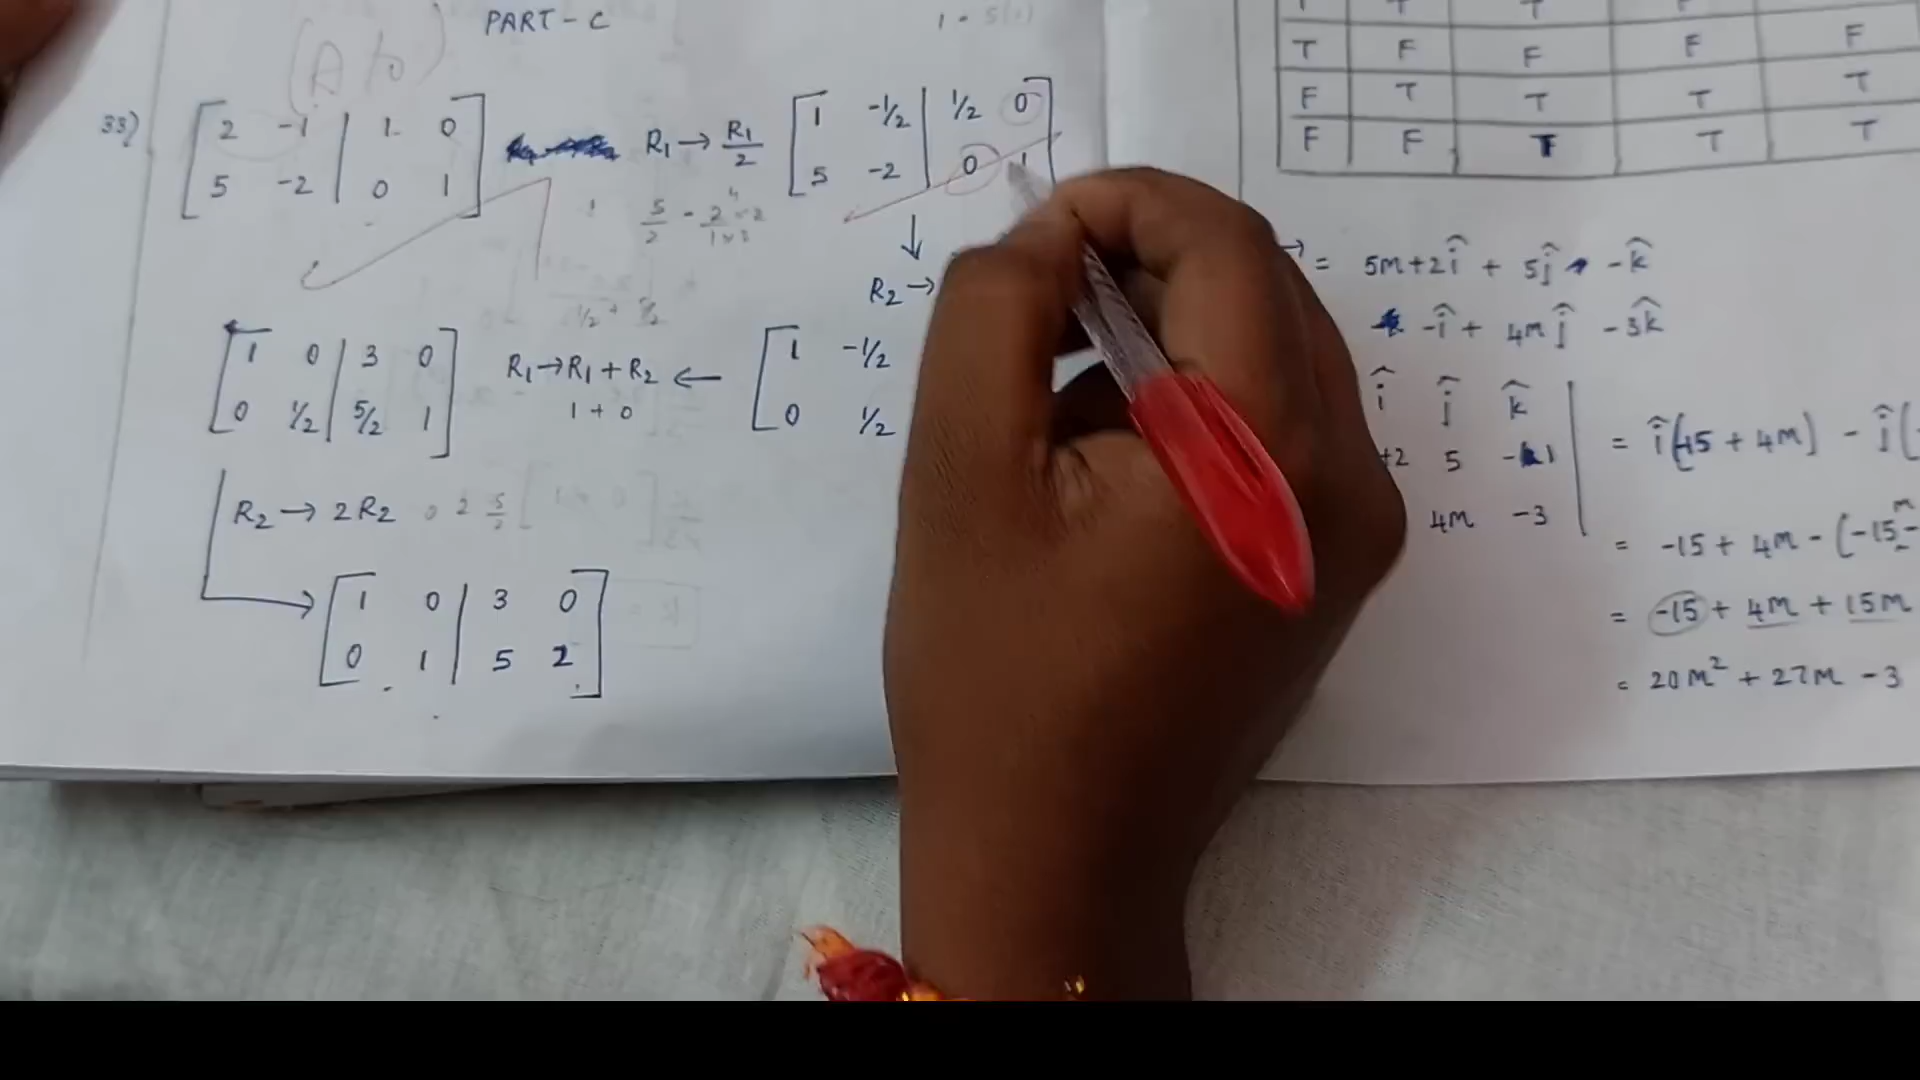 PART - C
33) [ 2 -1 | 1 0 ] R1 → R1/2 [ 1 -1/2 | 1/2 0 ]
[ 5 -2 | 0 1 ] [ 5 -2 | 0 1 ]
↓
R2 →
[ 1 0 | 3 0 ] R1 → R1 + R2 ← [ 1 -1/2
[ 0 1/2 | 5/2 1 ] 1 + 0 [ 0 1/2
R2 → 2R2
[ 1 0 | 3 0 ]
[ 0 1 | 5 2 ]
T F F F F
F T T T T
F F T T T
= 5m+2î + 5ĵ - k̂
-î + 4mĵ - 3k̂
î ĵ k̂
+2 5 -1 = î(-15 + 4m) - ĵ(
4m -3
= -15 + 4m - (-15m -
= -15 + 4m + 15m
= 20m² + 27m - 3